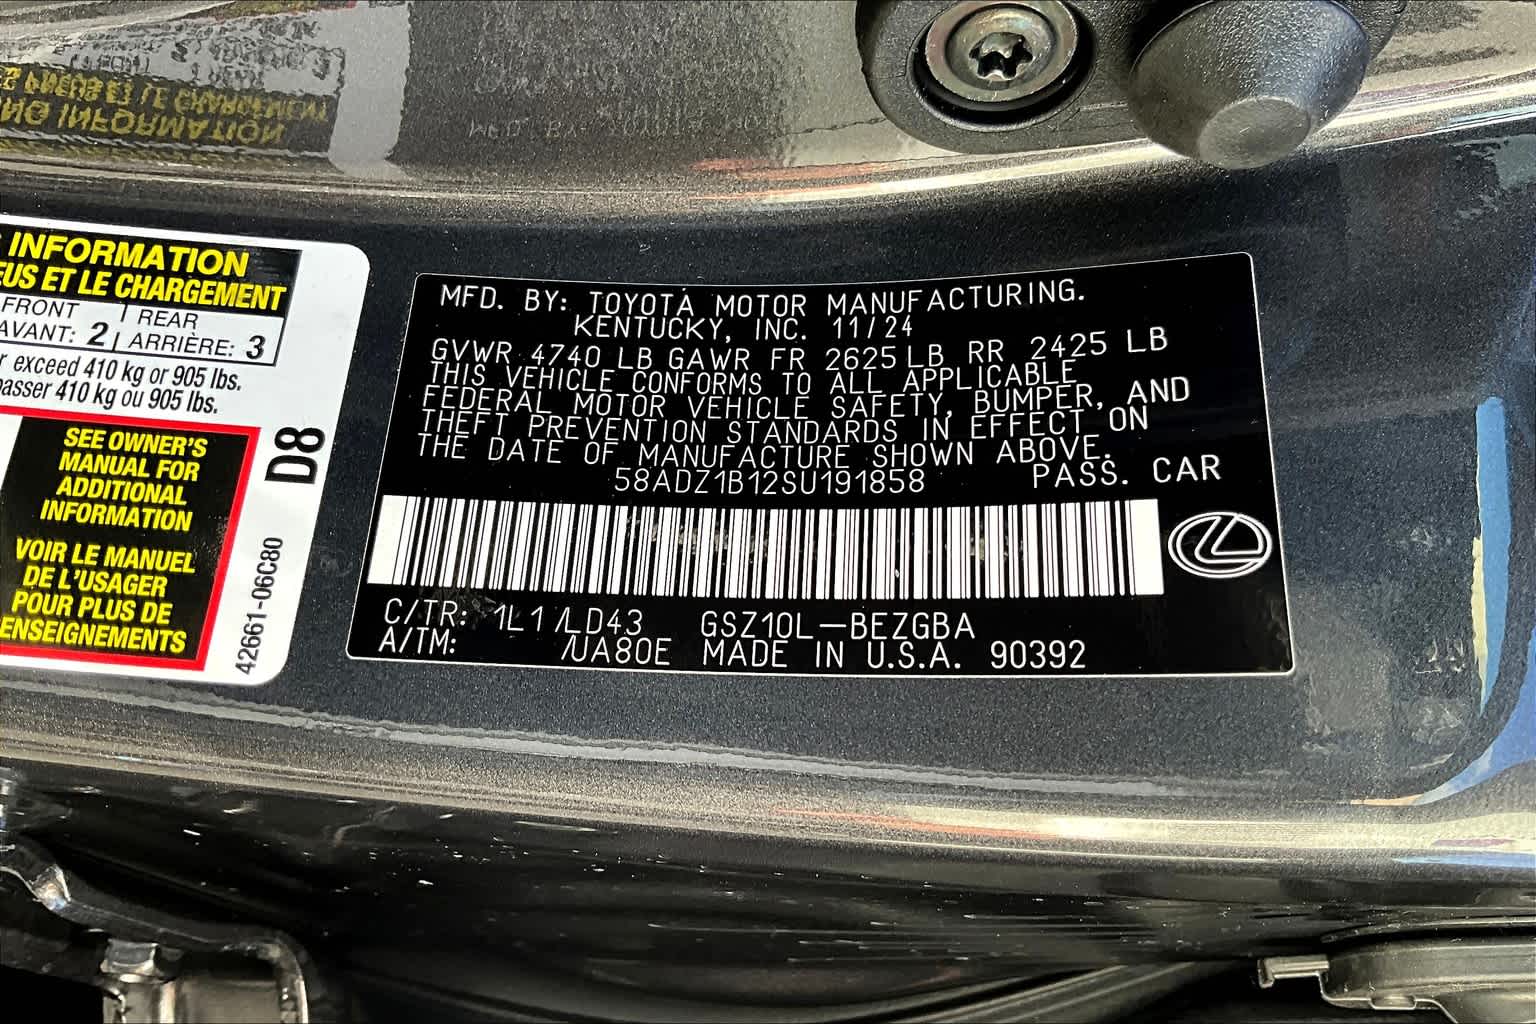 INFORMATION
EUS ET LE CHARGEMENT
FRONT
AVANT: 2
REAR
ARRIÈRE: 3
exceed 410 kg or 905 lbs.
passer 410 kg ou 905 lbs.
SEE OWNER'S
MANUAL FOR
ADDITIONAL
INFORMATION
VOIR LE MANUEL
DE L'USAGER
POUR PLUS DE
ENSEIGNEMENTS
D8
42661-06C80
MFD. BY: TOYOTA MOTOR MANUFACTURING.
KENTUCKY, INC. 11/24
GVWR 4740 LB GAWR FR 2625 LB RR 2425 LB
THIS VEHICLE CONFORMS TO ALL APPLICABLE
FEDERAL MOTOR VEHICLE SAFETY, BUMPER, AND
THEFT PREVENTION STANDARDS IN EFFECT ON
THE DATE OF MANUFACTURE SHOWN ABOVE.
58ADZ1B12SU191858 PASS. CAR
C/TR: 1L1 /LD43 GSZ10L-BEZGBA
A/TM: /UA80E MADE IN U.S.A. 90392